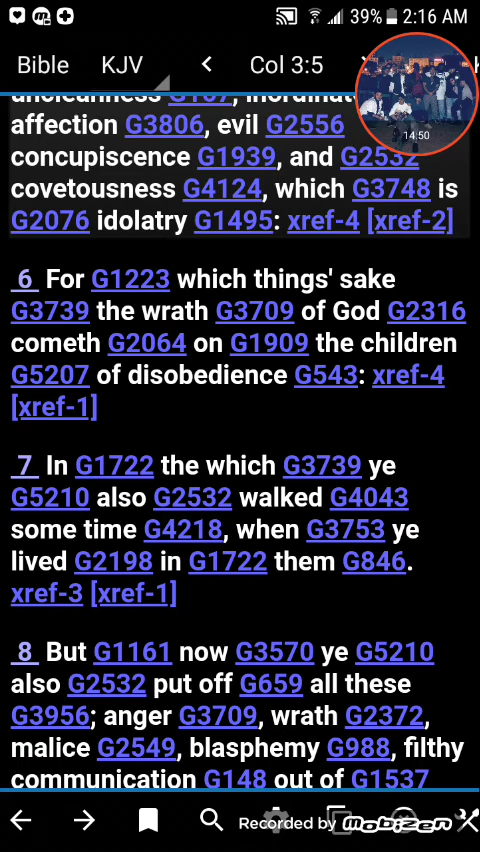 39% 2:16 AM
Bible KJV < Col 3:5
uncleanness G167, inordinate
affection G3806, evil G2556
14:50
concupiscence G1939, and G2532
covetousness G4124, which G3748 is
G2076 idolatry G1495: xref-4 [xref-2]
6 For G1223 which things' sake
G3739 the wrath G3709 of God G2316
cometh G2064 on G1909 the children
G5207 of disobedience G543: xref-4
[xref-1]
7 In G1722 the which G3739 ye
G5210 also G2532 walked G4043
some time G4218, when G3753 ye
lived G2198 in G1722 them G846.
xref-3 [xref-1]
8 But G1161 now G3570 ye G5210
also G2532 put off G659 all these
G3956; anger G3709, wrath G2372,
malice G2549, blasphemy G988, filthy
communication G148 out of G1537
Recorded by mobizen